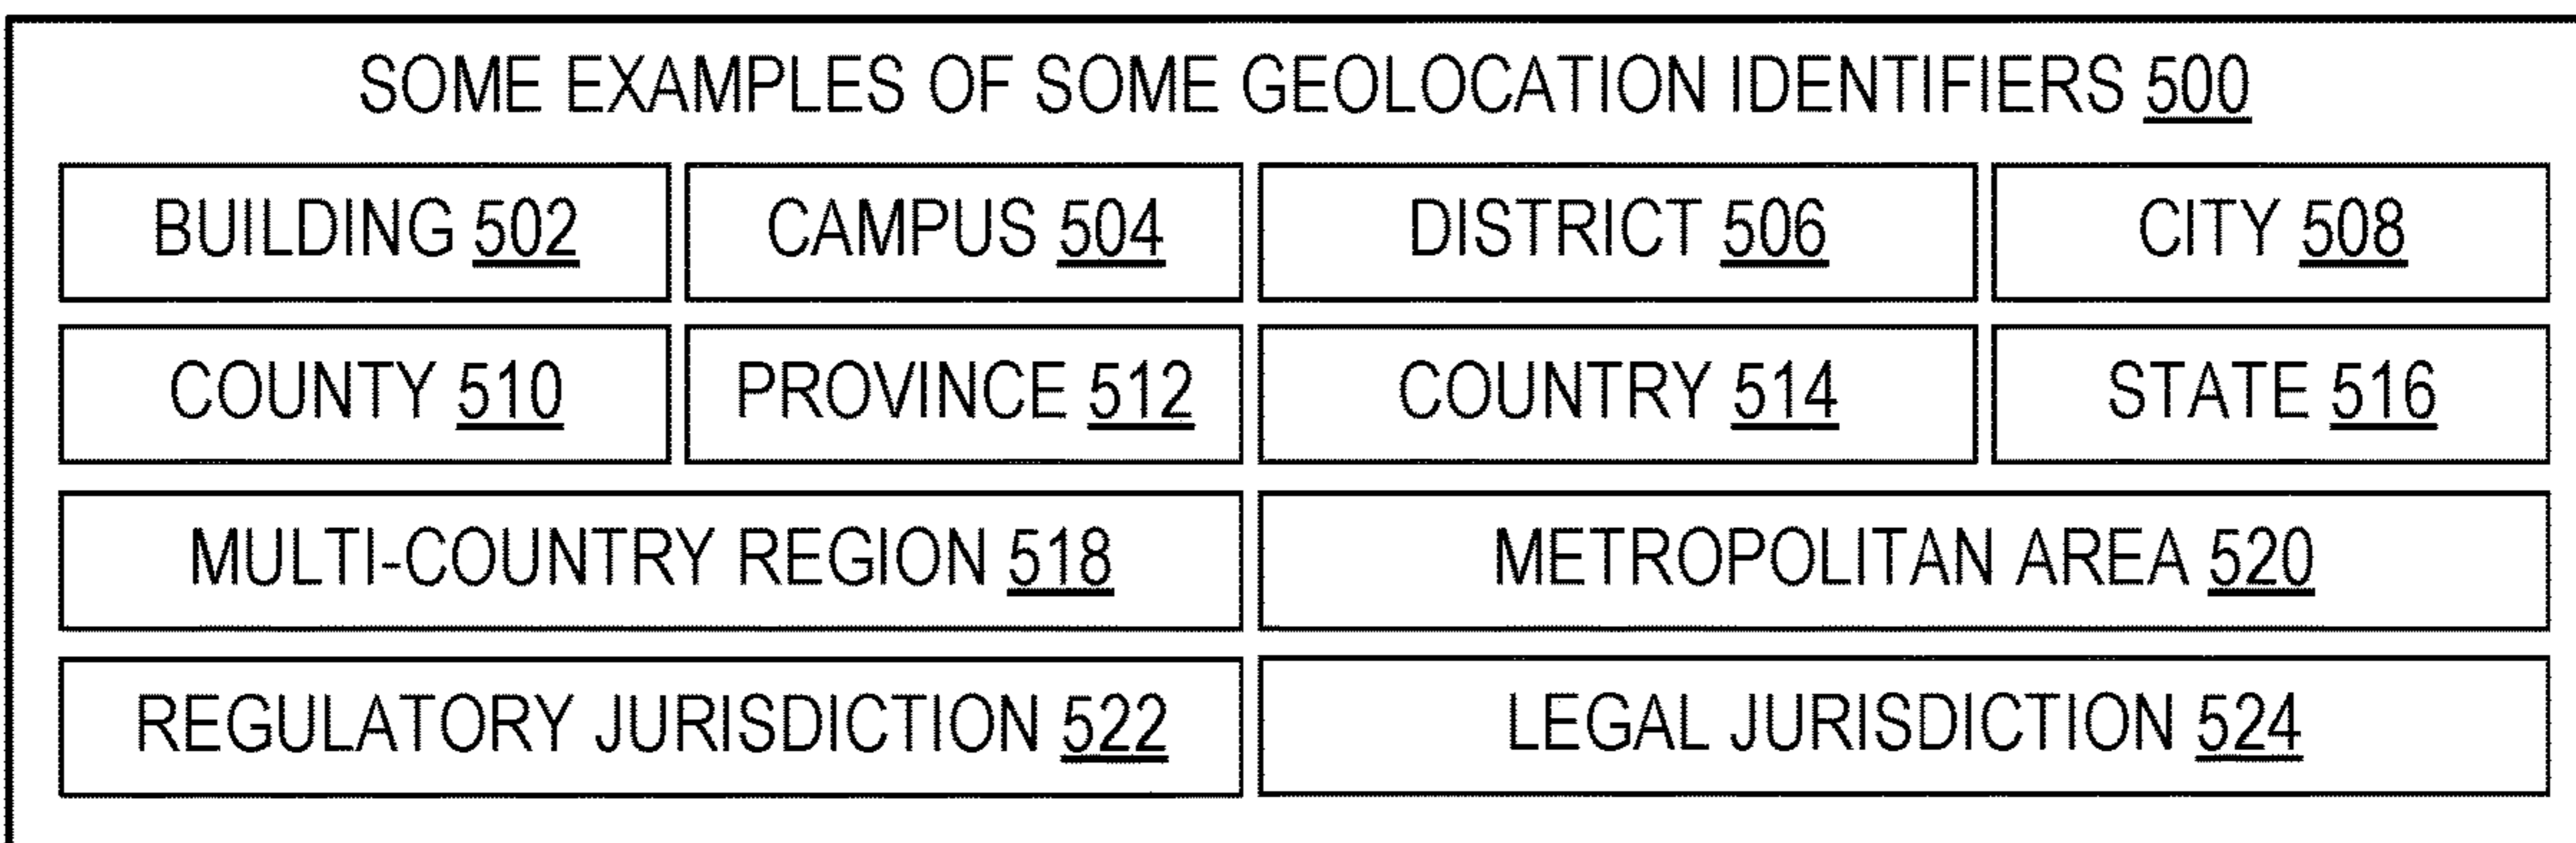 SOME EXAMPLES OF SOME GEOLOCATION IDENTIFIERS 500
BUILDING 502 CAMPUS 504 DISTRICT 506 CITY 508
COUNTY 510 PROVINCE 512 COUNTRY 514 STATE 516
MULTI-COUNTRY REGION 518 METROPOLITAN AREA 520
REGULATORY JURISDICTION 522 LEGAL JURISDICTION 524